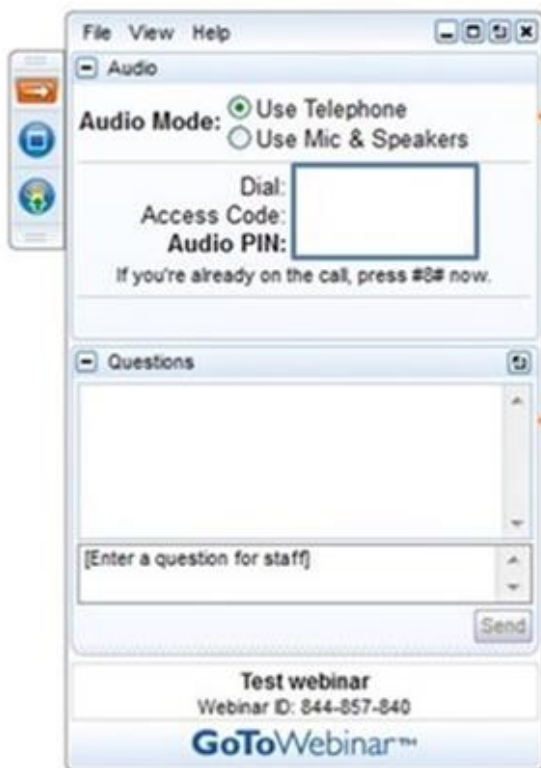 File View Help
Audio
Audio Mode: Use Telephone
Use Mic & Speakers
Dial:
Access Code:
Audio PIN:
If you're already on the call, press #8# now.
Questions
[Enter a question for staff]
Send
Test webinar
Webinar ID: 844-857-840
GoToWebinar™